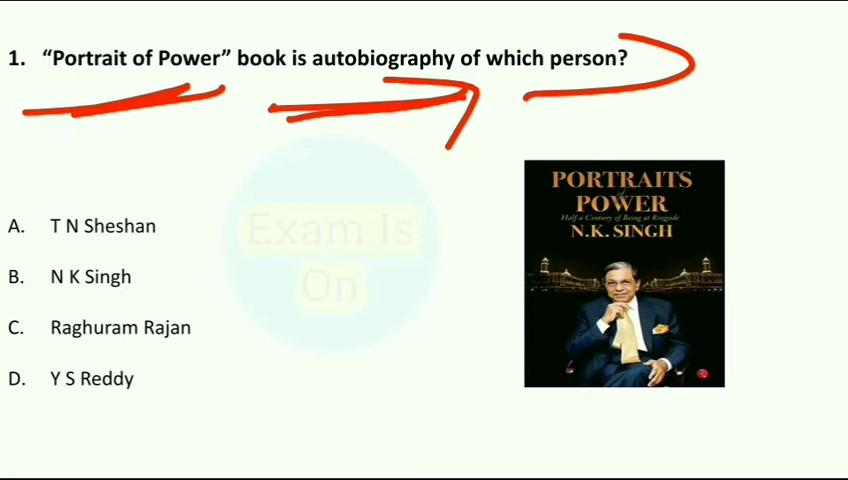 1. “Portrait of Power” book is autobiography of which person?
A. T N Sheshan
B. N K Singh
C. Raghuram Rajan
D. Y S Reddy
Exam Is
On
PORTRAITS
of
POWER
Half a Century of Being at Ringside
N.K. SINGH